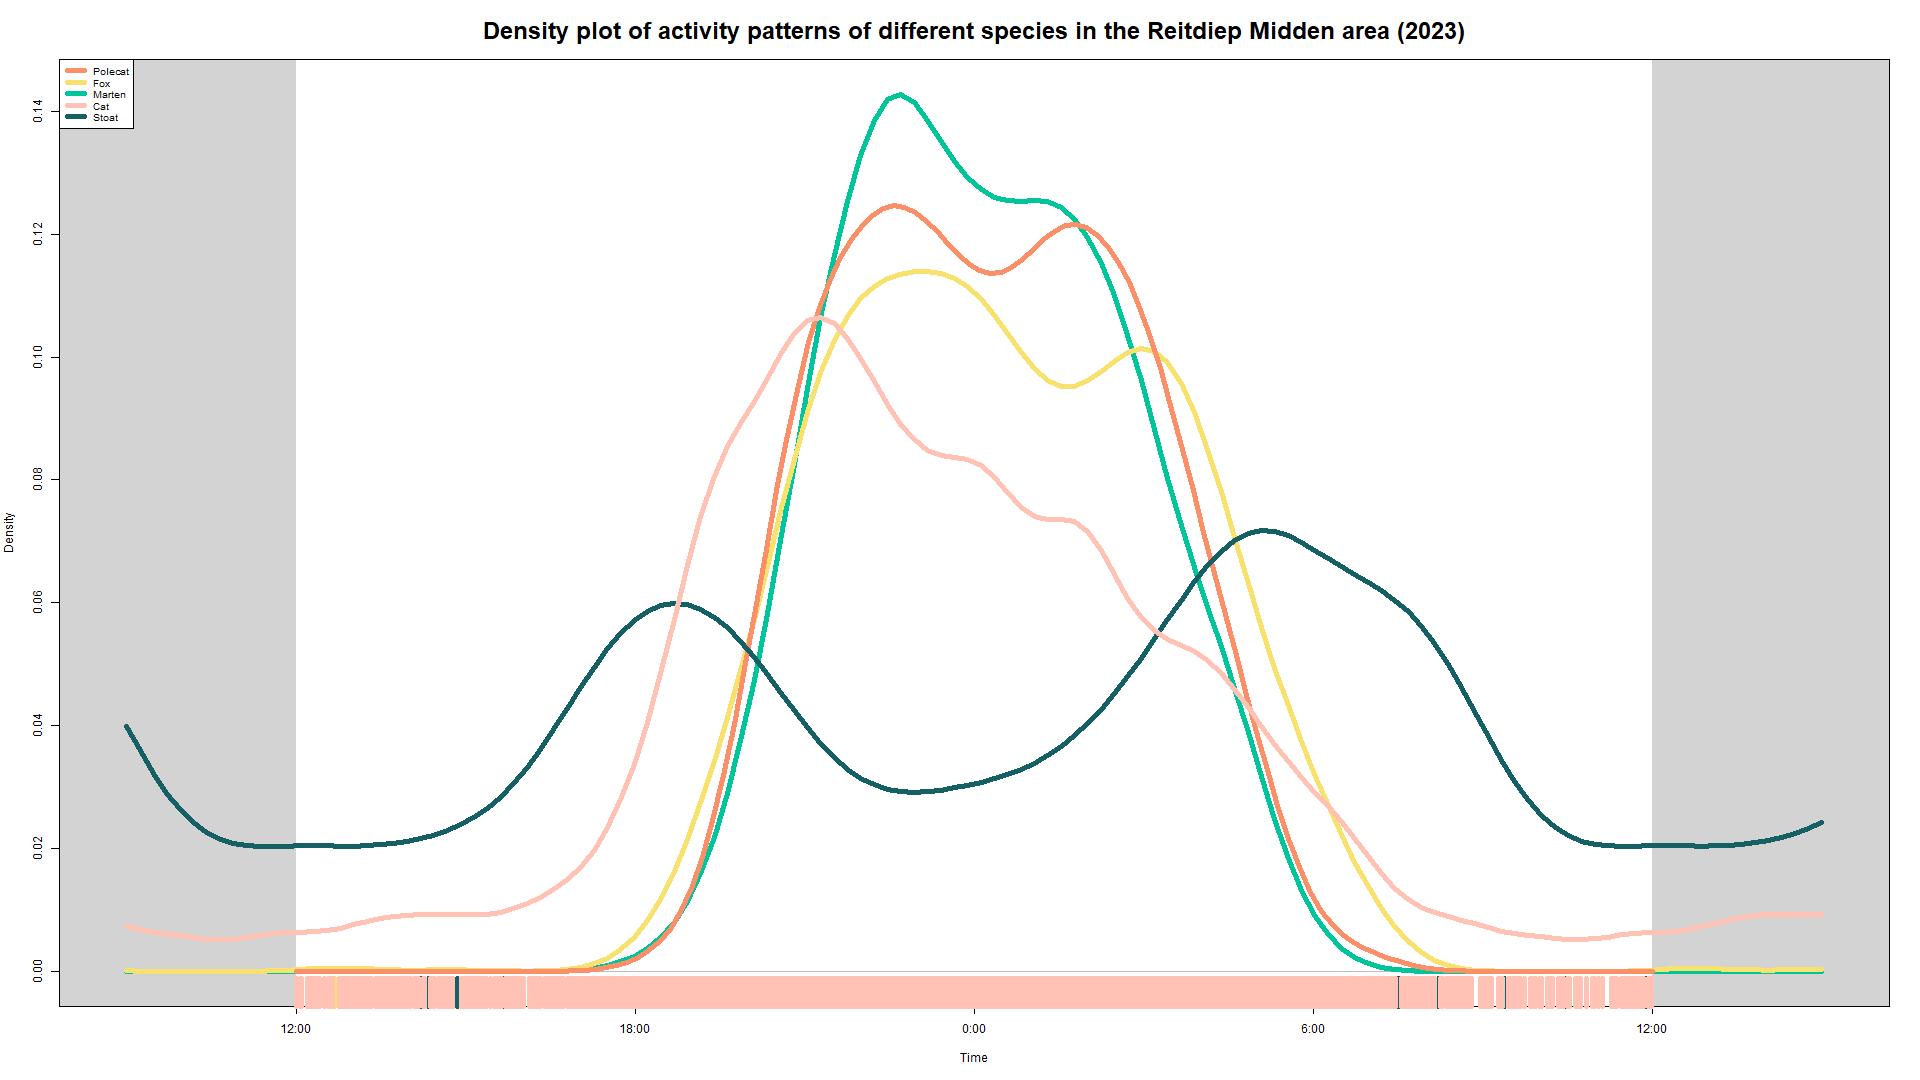 Density plot of activity patterns of different species in the Reitdiep Midden area (2023)
Polecat
Fox
Marten
Cat
Stoat
0.14
0.12
0.10
0.08
0.06
0.04
0.02
0.00
Density
12:00
18:00
0:00
6:00
12:00
Time